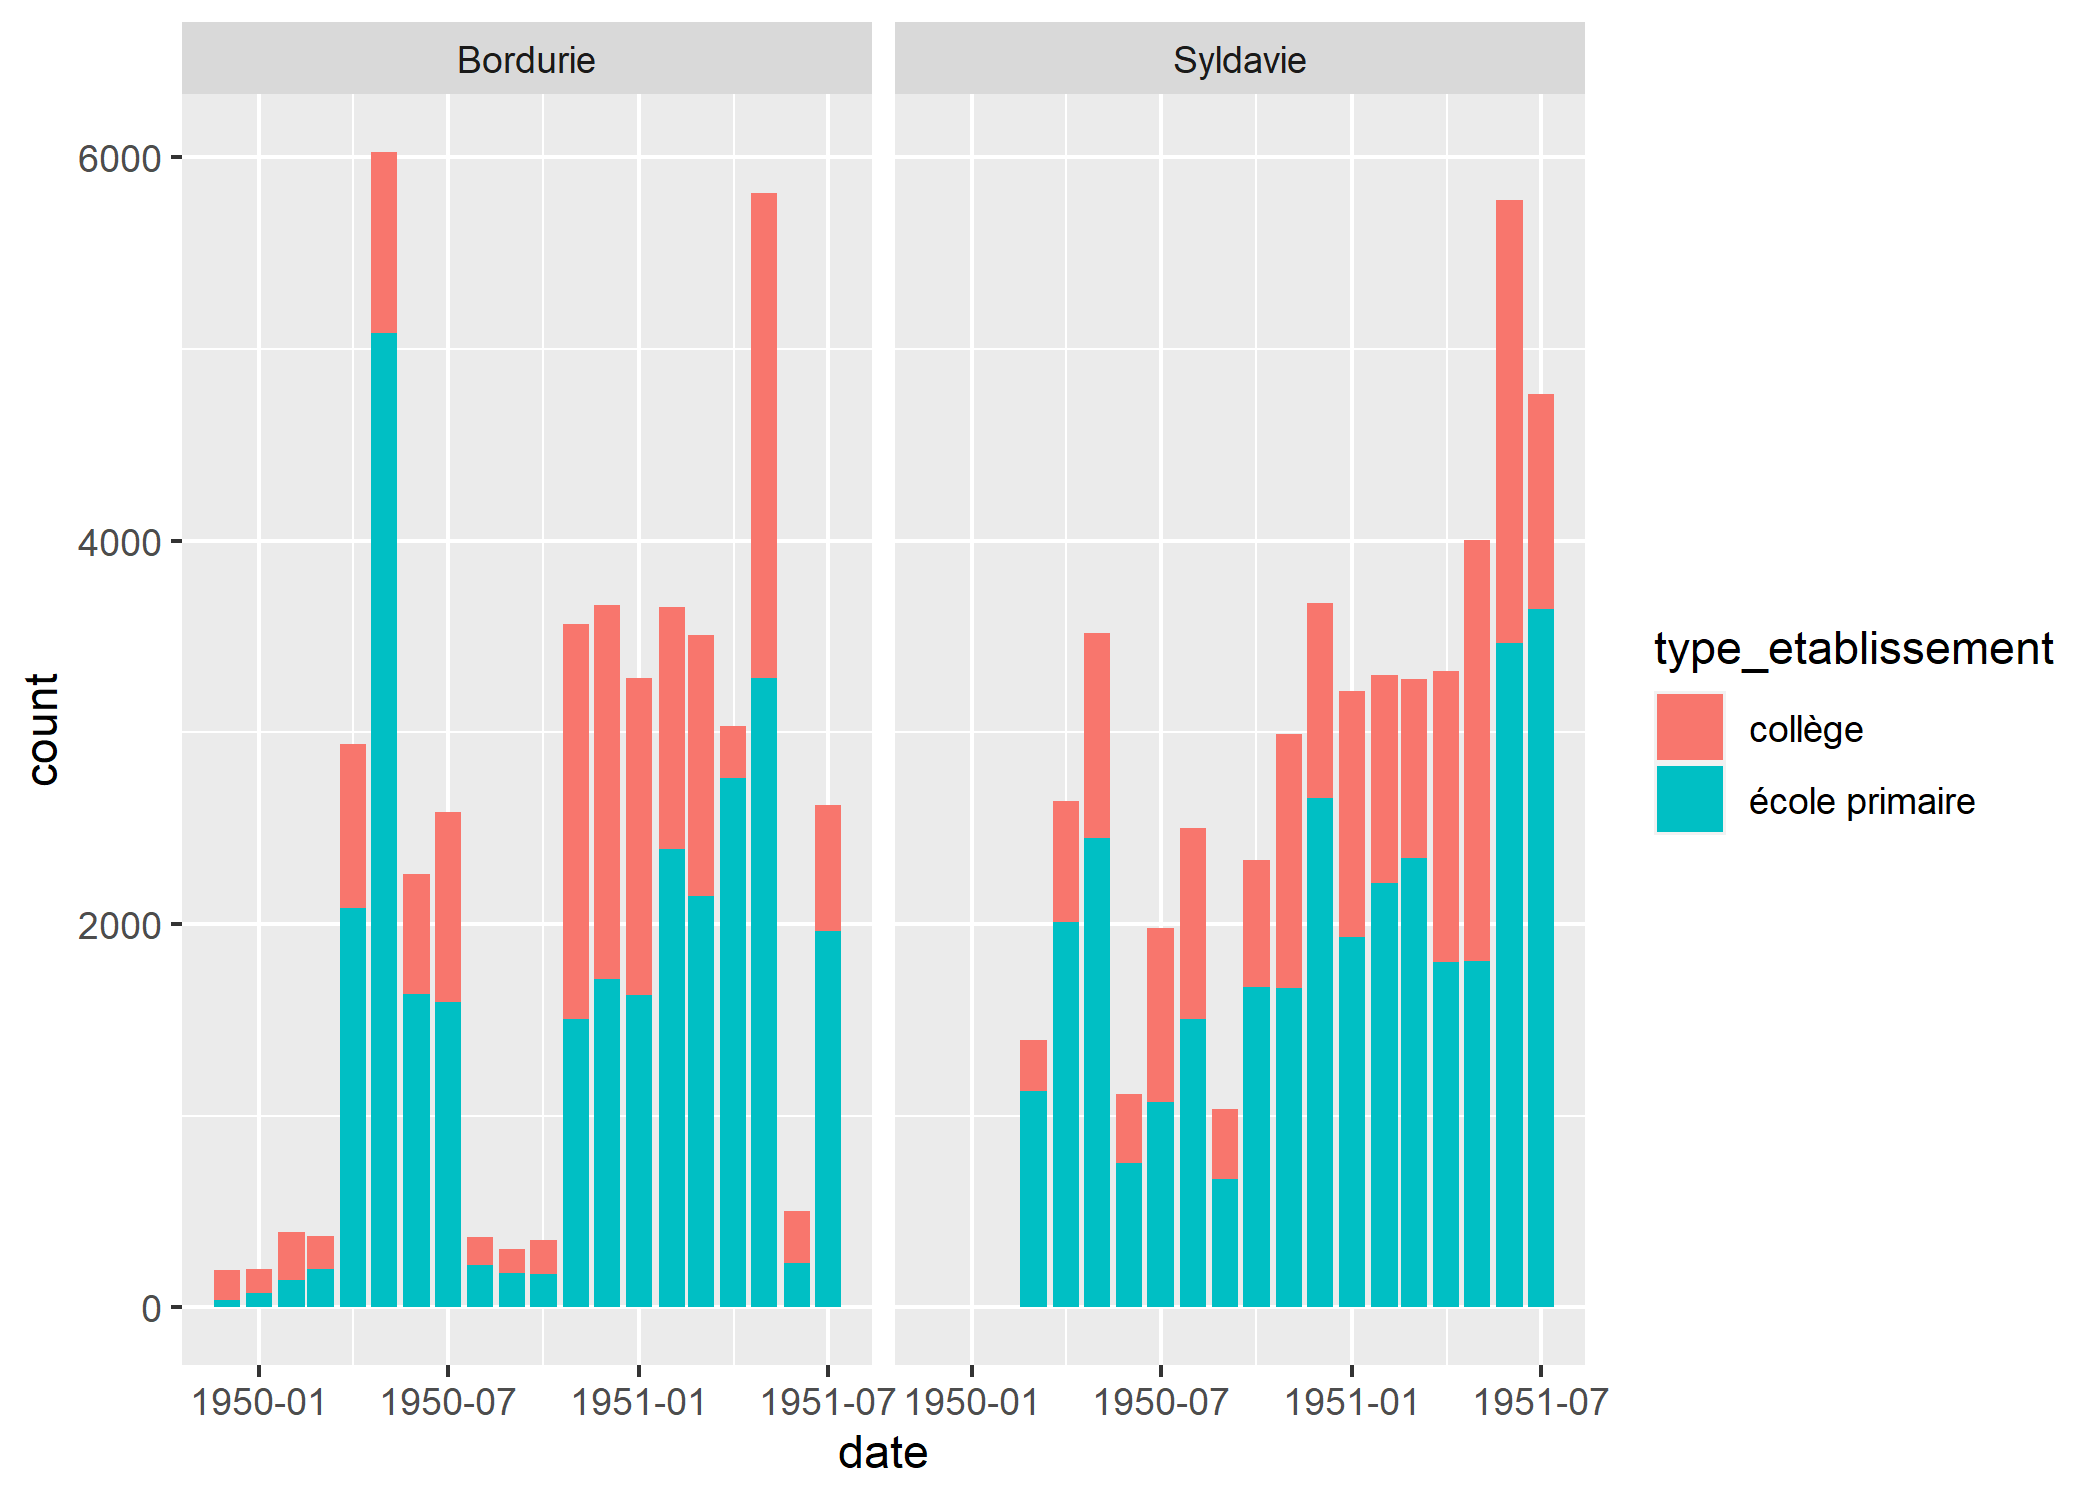 Bordurie
Syldavie
6000
4000
2000
0
count
1950-01
1950-07
1951-01
1951-07
1950-01
1950-07
1951-01
1951-07
date
type_etablissement
collège
école primaire